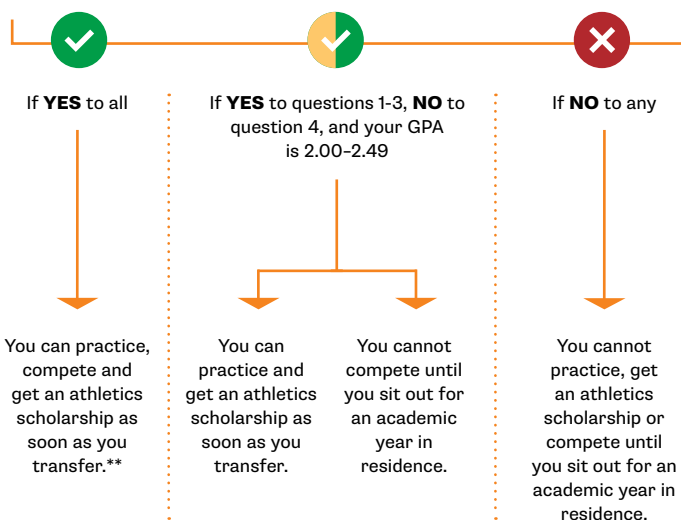 If YES to all
If YES to questions 1-3, NO to
question 4, and your GPA
is 2.00–2.49
If NO to any
You can practice,
compete and
get an athletics
scholarship as
soon as you
transfer.**
You can
practice and
get an athletics
scholarship as
soon as you
transfer.
You cannot
compete until
you sit out for
an academic
year in
residence.
You cannot
practice, get
an athletics
scholarship or
compete until
you sit out for an
academic year in
residence.